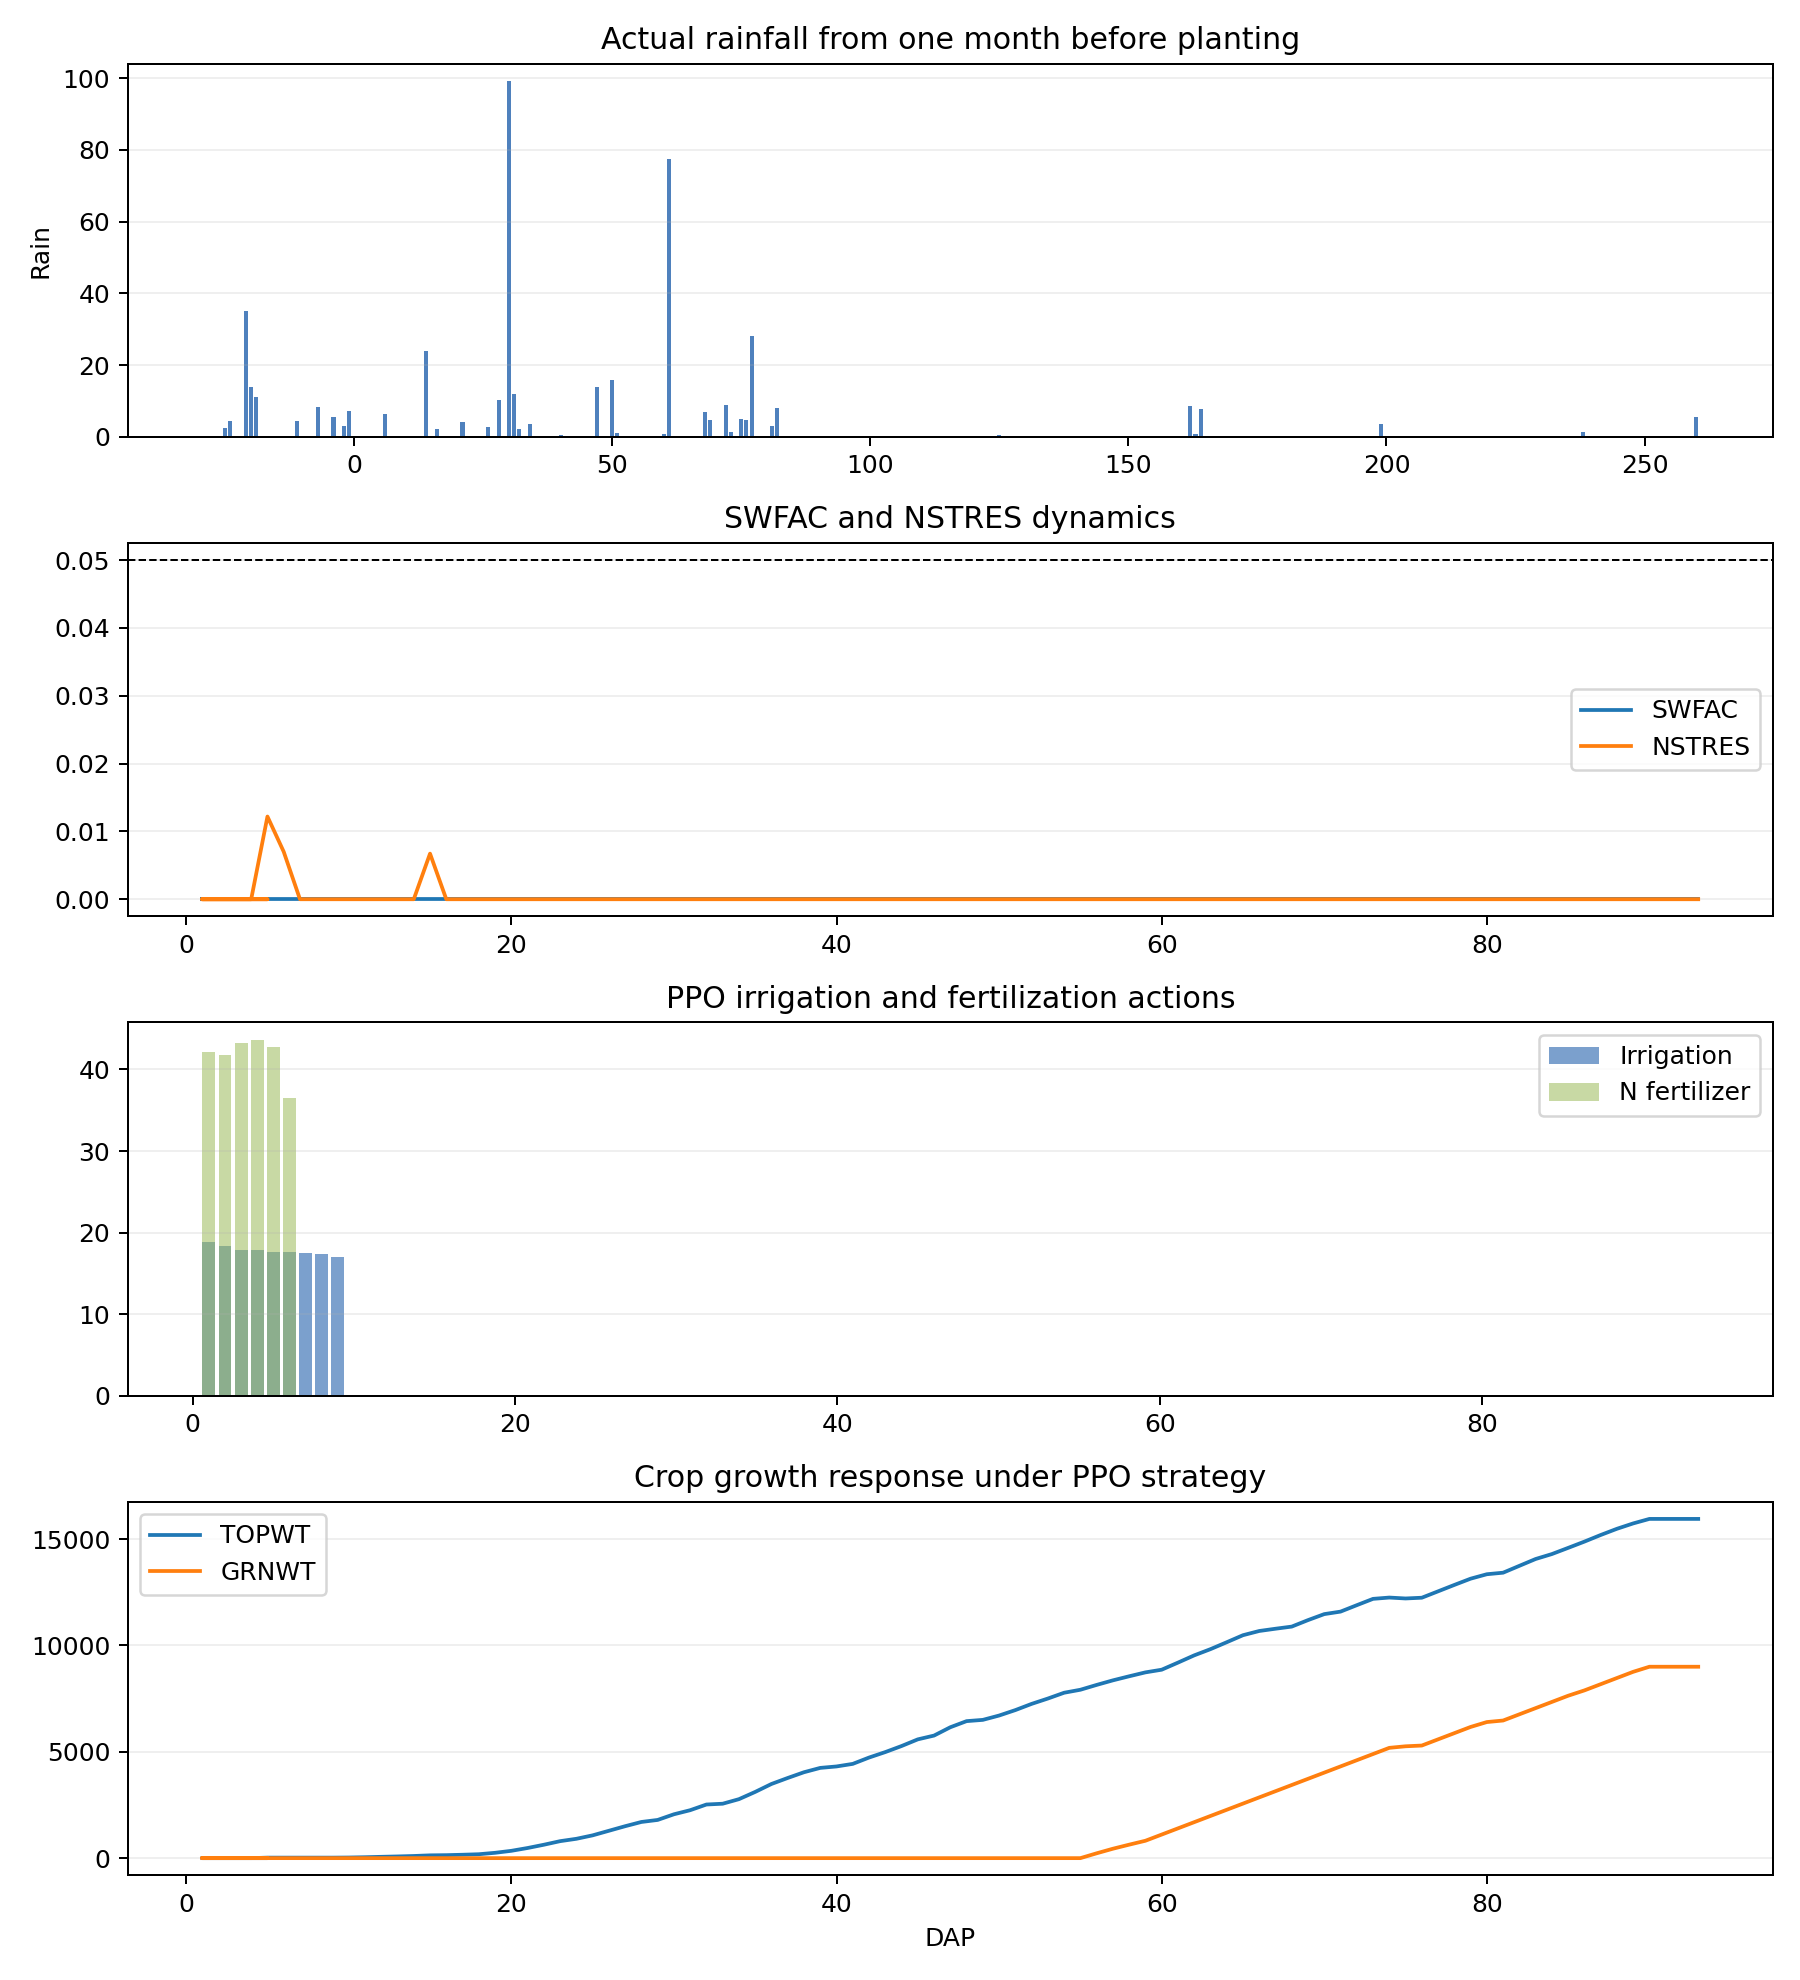 Actual rainfall from one month before planting
100
80
60
40
20
0
Rain
0 50 100 150 200 250
SWFAC and NSTRES dynamics
0.05
0.04
0.03
0.02
0.01
0.00
SWFAC
NSTRES
0 20 40 60 80
PPO irrigation and fertilization actions
40
30
20
10
0
Irrigation
N fertilizer
0 20 40 60 80
Crop growth response under PPO strategy
15000
10000
5000
0
TOPWT
GRNWT
0 20 40 60 80
DAP